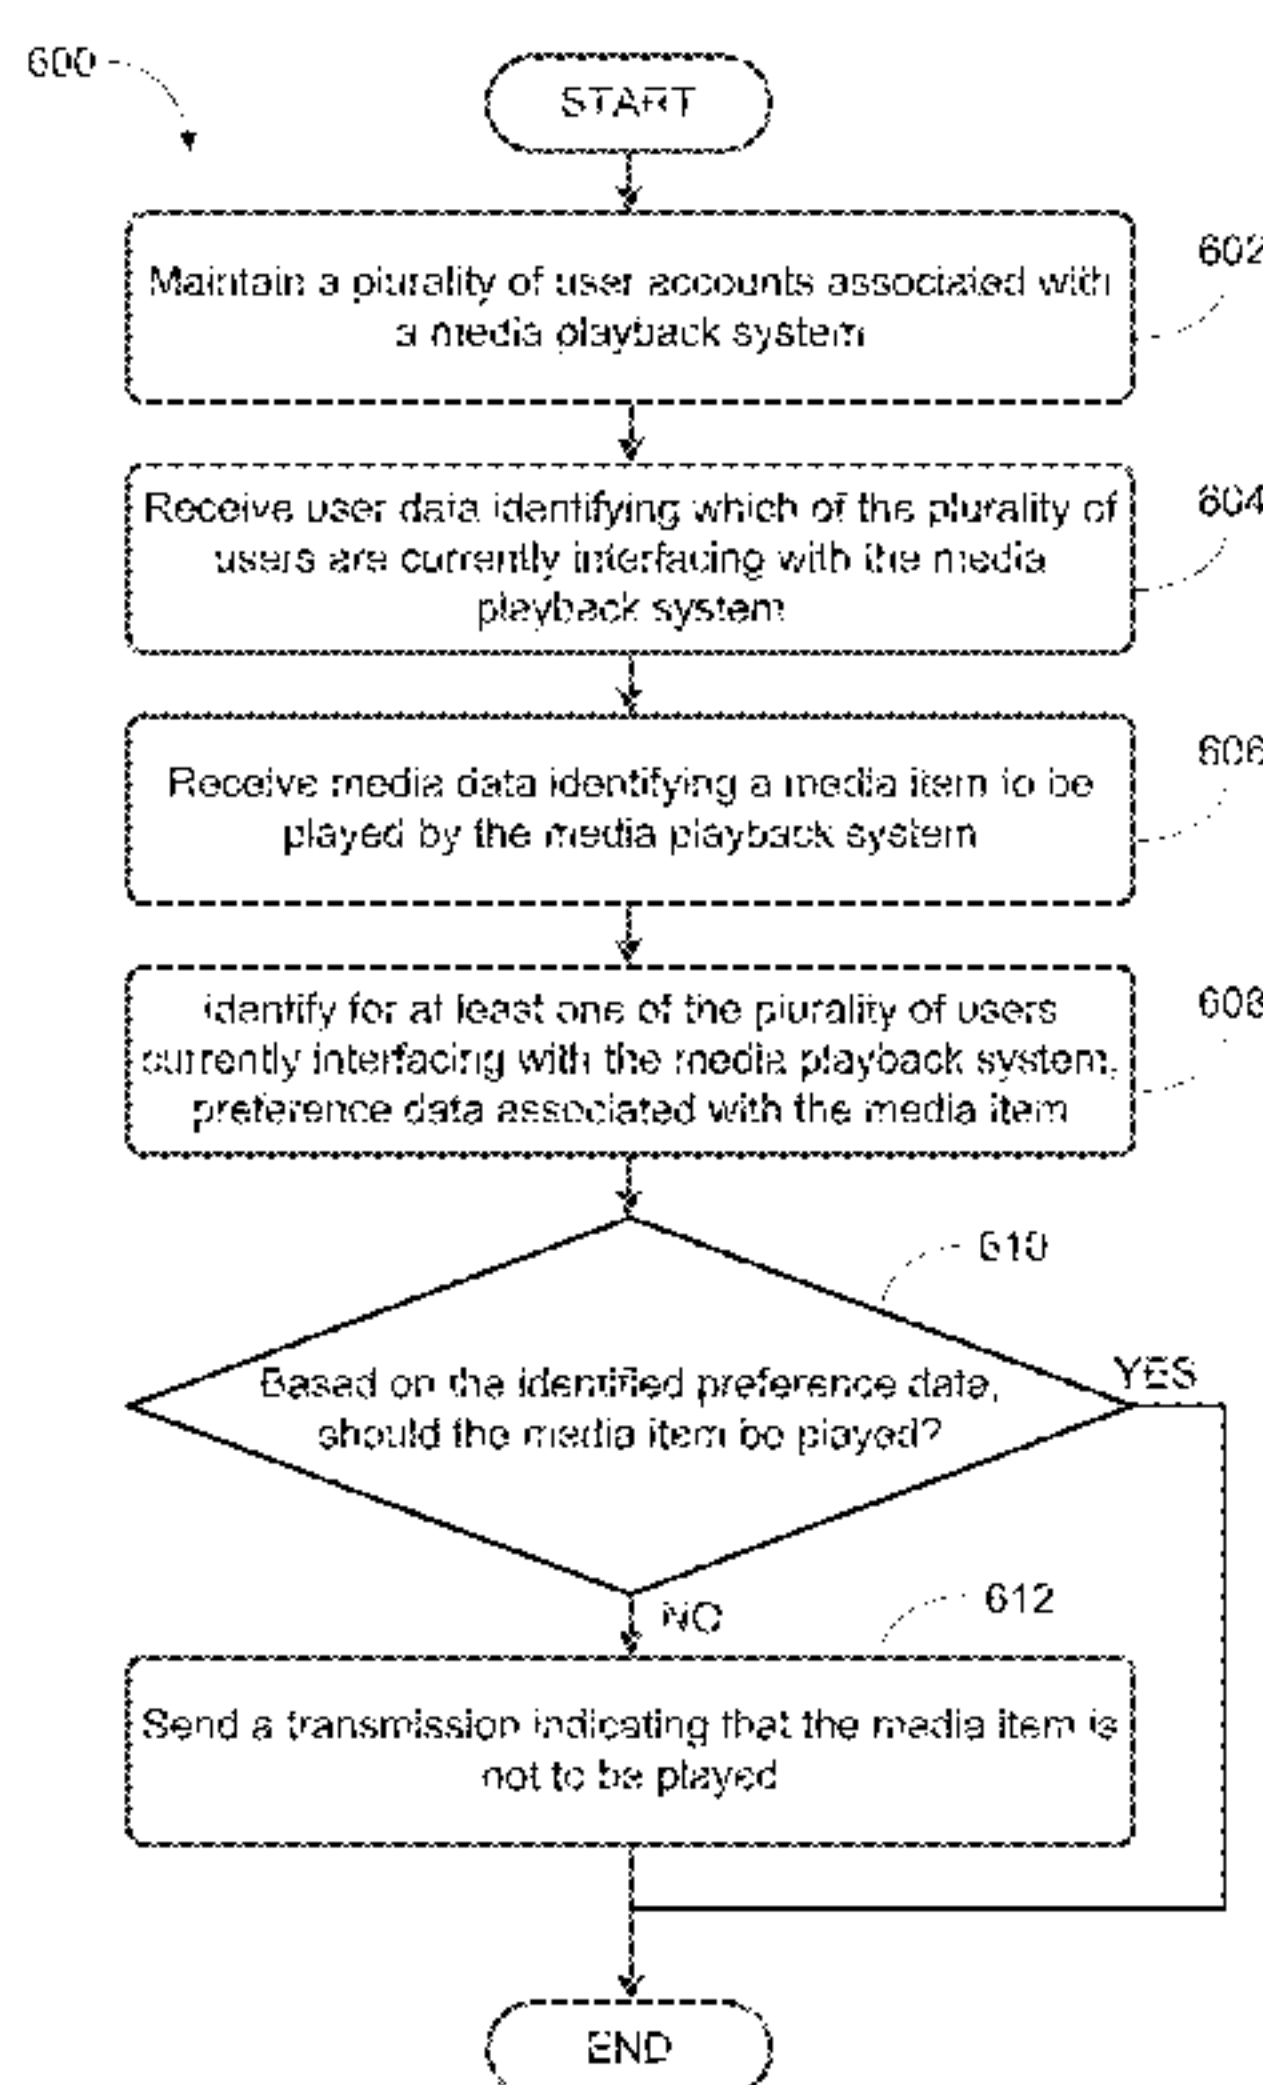 600
START
602
Maintain a plurality of user accounts associated with
a media playback system
604
Receive user data identifying which of the plurality of
users are currently interfacing with the media
playback system
606
Receive media data identifying a media item to be
played by the media playback system
608
Identify for at least one of the plurality of users
currently interfacing with the media playback system,
preference data associated with the media item
610
Based on the identified preference data,
should the media item be played?
YES
NO
612
Send a transmission indicating that the media item is
not to be played
END